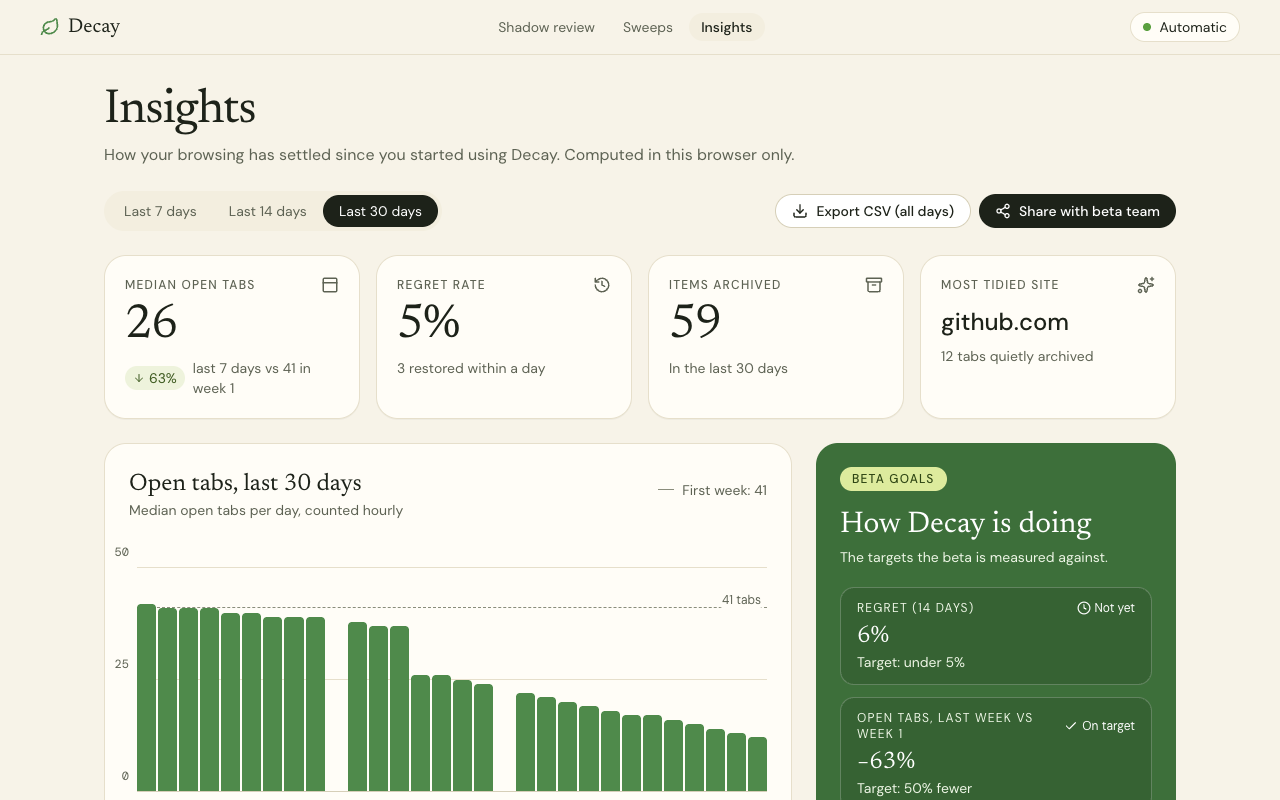 Decay
Shadow review
Sweeps
Insights
Automatic
Insights
How your browsing has settled since you started using Decay. Computed in this browser only.
Last 7 days
Last 14 days
Last 30 days
Export CSV (all days)
Share with beta team
MEDIAN OPEN TABS
26
↓ 63%
last 7 days vs 41 in
week 1
REGRET RATE
5%
3 restored within a day
ITEMS ARCHIVED
59
In the last 30 days
MOST TIDIED SITE
github.com
12 tabs quietly archived
Open tabs, last 30 days
Median open tabs per day, counted hourly
First week: 41
50
41 tabs
25
0
BETA GOALS
How Decay is doing
The targets the beta is measured against.
REGRET (14 DAYS)
Not yet
6%
Target: under 5%
OPEN TABS, LAST WEEK VS
WEEK 1
On target
−63%
Target: 50% fewer